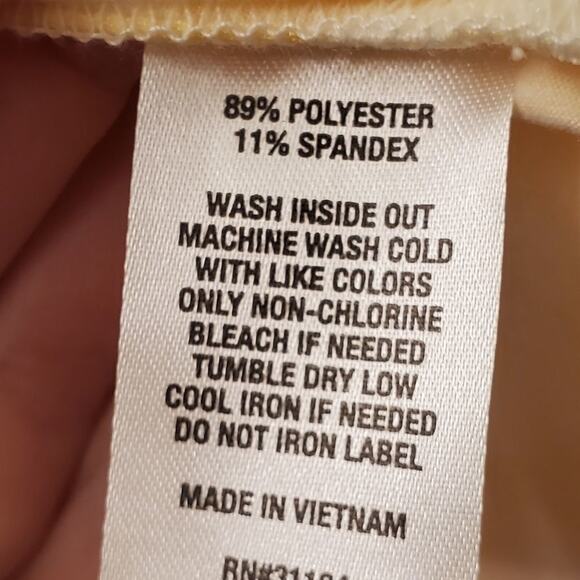 89% POLYESTER
11% SPANDEX
WASH INSIDE OUT
MACHINE WASH COLD
WITH LIKE COLORS
ONLY NON-CHLORINE
BLEACH IF NEEDED
TUMBLE DRY LOW
COOL IRON IF NEEDED
DO NOT IRON LABEL
MADE IN VIETNAM